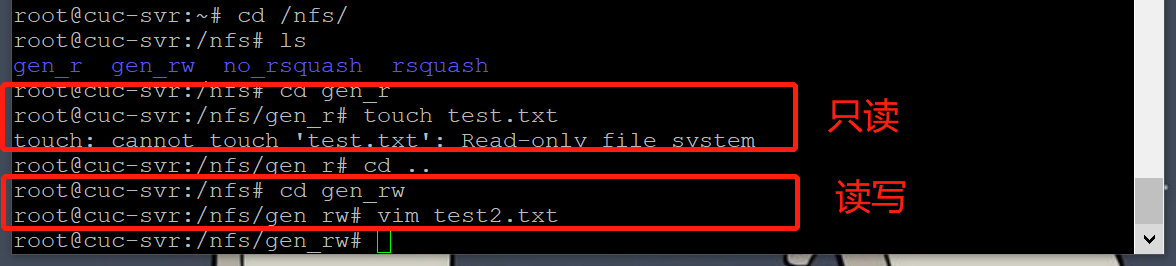 root@cuc-svr:~# cd /nfs/
root@cuc-svr:/nfs# ls
gen_r  gen_rw  no_rsquash  rsquash
root@cuc-svr:/nfs# cd gen_r
root@cuc-svr:/nfs/gen_r# touch test.txt
touch: cannot touch 'test.txt': Read-only file system
只读
root@cuc-svr:/nfs/gen_r# cd ..
root@cuc-svr:/nfs# cd gen_rw
root@cuc-svr:/nfs/gen_rw# vim test2.txt
读写
root@cuc-svr:/nfs/gen_rw#